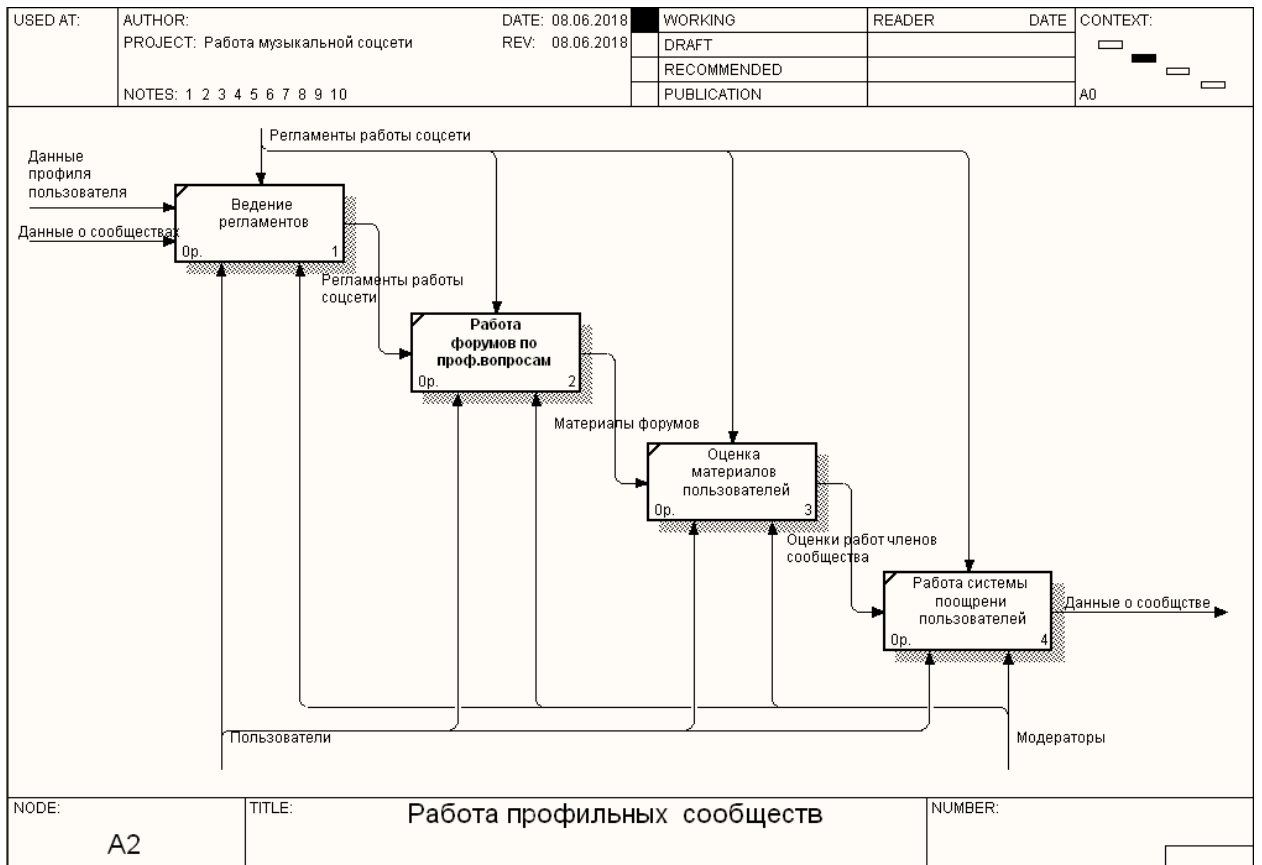 USED AT:
AUTHOR:
DATE: 08.06.2018
WORKING
READER
DATE
CONTEXT:
PROJECT: Работа музыкальной соцсети
REV: 08.06.2018
DRAFT
RECOMMENDED
NOTES: 1 2 3 4 5 6 7 8 9 10
PUBLICATION
A0
Регламенты работы соцсети
Данные
профиля
пользователя
Данные о сообществах
Ведение
регламентов
0р.
1
Регламенты работы
соцсети
Работа
форумов по
проф.вопросам
0р.
2
Материалы форумов
Оценка
материалов
пользователей
0р.
3
Оценки работ членов
сообщества
Работа системы
поощрени
пользователей
0р.
4
Данные о сообщстве
Пользователи
Модераторы
NODE:
A2
TITLE:
Работа профильных сообществ
NUMBER: